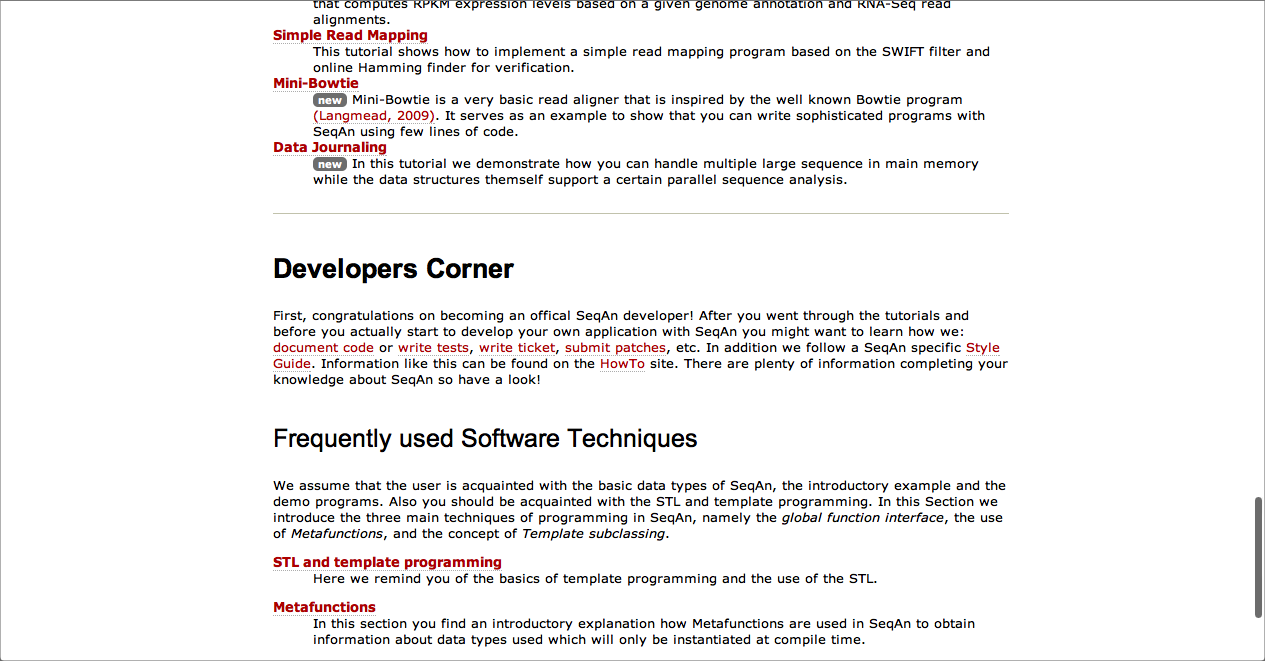 that computes RPKM expression levels based on a given genome annotation and RNA-Seq read
alignments.
Simple Read Mapping
This tutorial shows how to implement a simple read mapping program based on the SWIFT filter and
online Hamming finder for verification.
Mini-Bowtie
new Mini-Bowtie is a very basic read aligner that is inspired by the well known Bowtie program
(Langmead, 2009). It serves as an example to show that you can write sophisticated programs with
SeqAn using few lines of code.
Data Journaling
new In this tutorial we demonstrate how you can handle multiple large sequence in main memory
while the data structures themself support a certain parallel sequence analysis.
Developers Corner
First, congratulations on becoming an offical SeqAn developer! After you went through the tutorials and
before you actually start to develop your own application with SeqAn you might want to learn how we:
document code or write tests, write ticket, submit patches, etc. In addition we follow a SeqAn specific Style
Guide. Information like this can be found on the HowTo site. There are plenty of information completing your
knowledge about SeqAn so have a look!
Frequently used Software Techniques
We assume that the user is acquainted with the basic data types of SeqAn, the introductory example and the
demo programs. Also you should be acquainted with the STL and template programming. In this Section we
introduce the three main techniques of programming in SeqAn, namely the global function interface, the use
of Metafunctions, and the concept of Template subclassing.
STL and template programming
Here we remind you of the basics of template programming and the use of the STL.
Metafunctions
In this section you find an introductory explanation how Metafunctions are used in SeqAn to obtain
information about data types used which will only be instantiated at compile time.